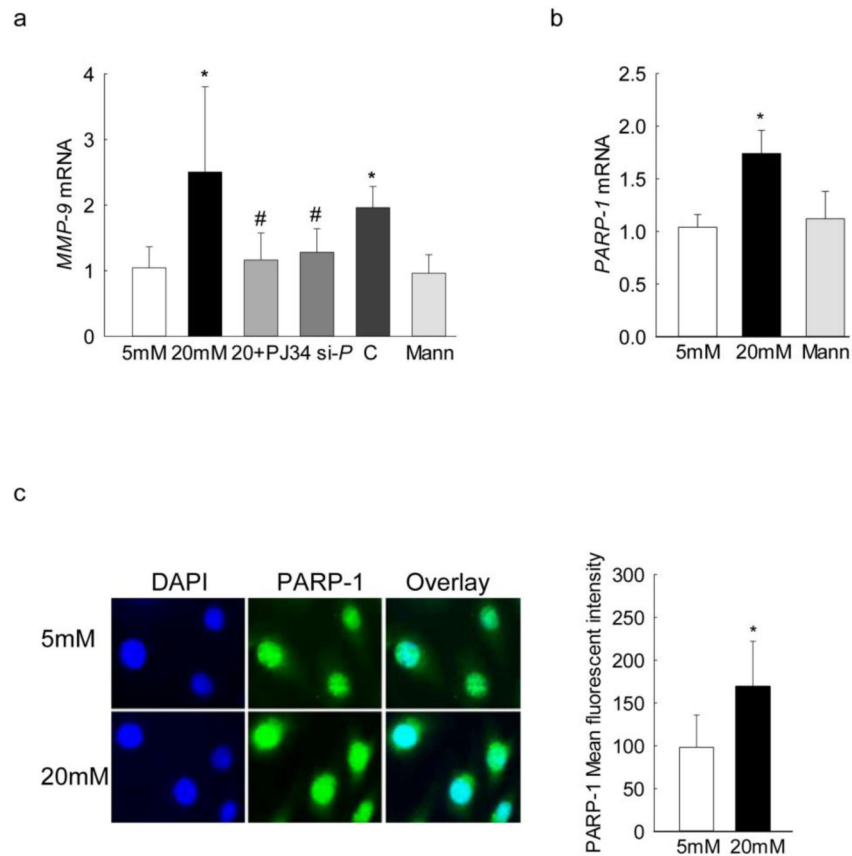 a
*
4
3
2
1
0
MMP-9 mRNA
#
#
*
5mM 20mM 20+PJ34 si-P C Mann
b
2.5
2.0
1.5
1.0
0.5
0.0
PARP-1 mRNA
*
5mM 20mM Mann
c
DAPI PARP-1 Overlay
5mM
20mM
PARP-1 Mean fluorescent intensity
300
250
200
150
100
50
0
*
5mM 20mM